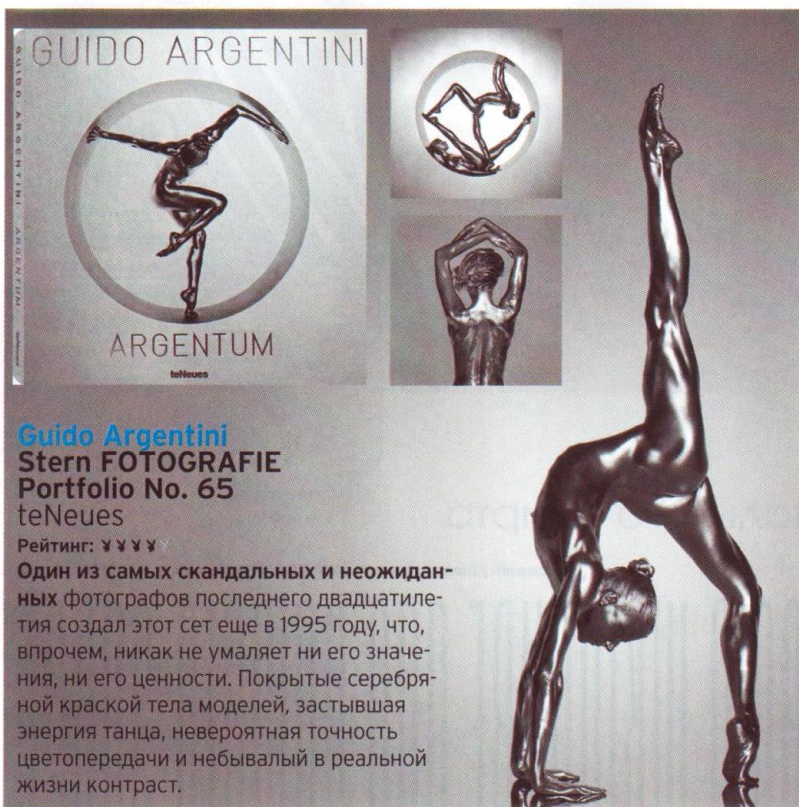 GUIDO ARGENTINI
GUIDO ARGENTINI ARGENTUM
ARGENTUM
teNeues
Guido Argentini
Stern FOTOGRAFIE
Portfolio No. 65
teNeues
Рейтинг:
Один из самых скандальных и неожидан-
ных фотографов последнего двадцатиле-
тия создал этот сет еще в 1995 году, что,
впрочем, никак не умаляет ни его значе-
ния, ни его ценности. Покрытые серебря-
ной краской тела моделей, застывшая
энергия танца, невероятная точность
цветопередачи и небывалый в реальной
жизни контраст.